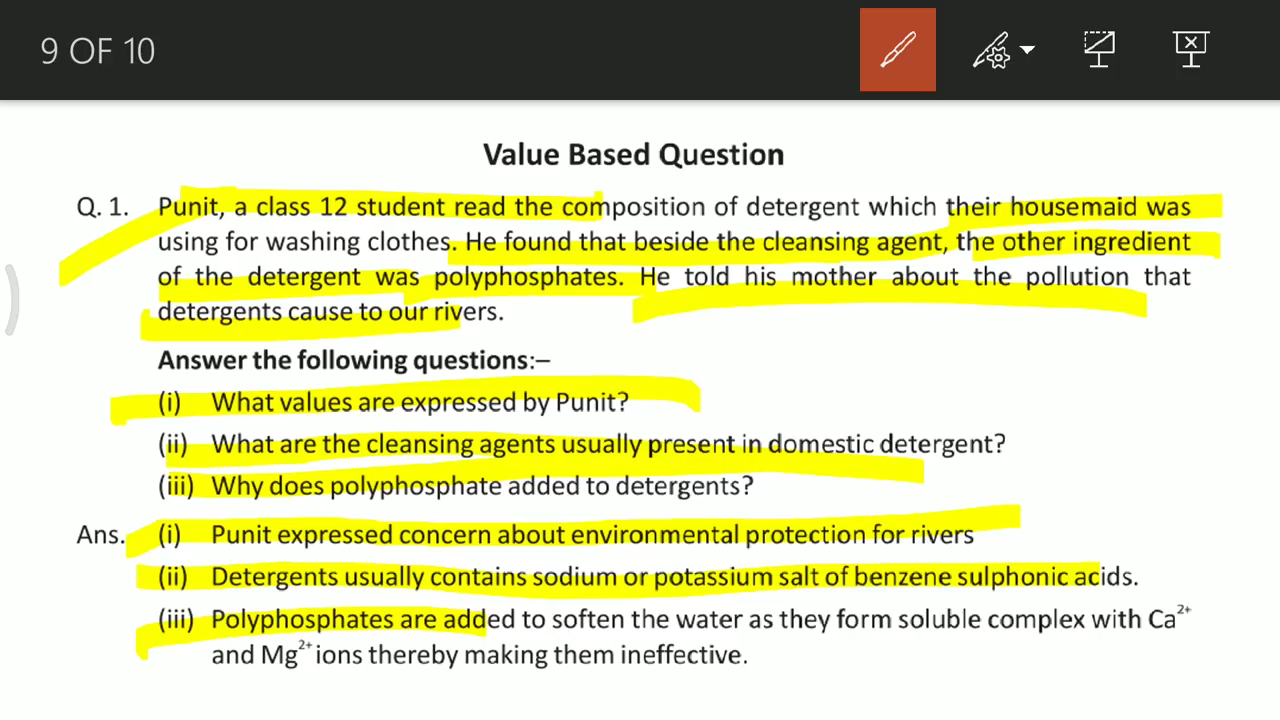 9 OF 10
Value Based Question
Q. 1. Punit, a class 12 student read the composition of detergent which their housemaid was
using for washing clothes. He found that beside the cleansing agent, the other ingredient
of the detergent was polyphosphates. He told his mother about the pollution that
detergents cause to our rivers.
Answer the following questions:–
(i) What values are expressed by Punit?
(ii) What are the cleansing agents usually present in domestic detergent?
(iii) Why does polyphosphate added to detergents?
Ans. (i) Punit expressed concern about environmental protection for rivers
(ii) Detergents usually contains sodium or potassium salt of benzene sulphonic acids.
(iii) Polyphosphates are added to soften the water as they form soluble complex with Ca²⁺
and Mg²⁺ ions thereby making them ineffective.